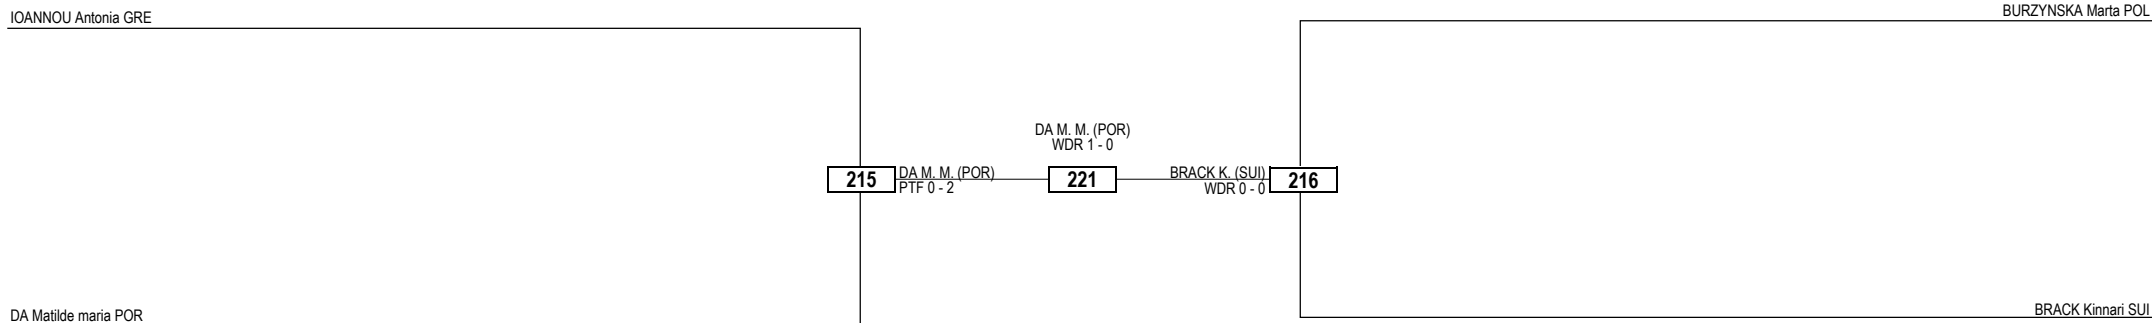 IOANNOU Antonia GRE
BURZYNSKA Marta POL
DA M. M. (POR)
WDR 1 - 0
215
DA M. M. (POR)
PTF 0 - 2
221
BRACK K. (SUI)
WDR 0 - 0
216
DA Matilde maria POR
BRACK Kinnari SUI